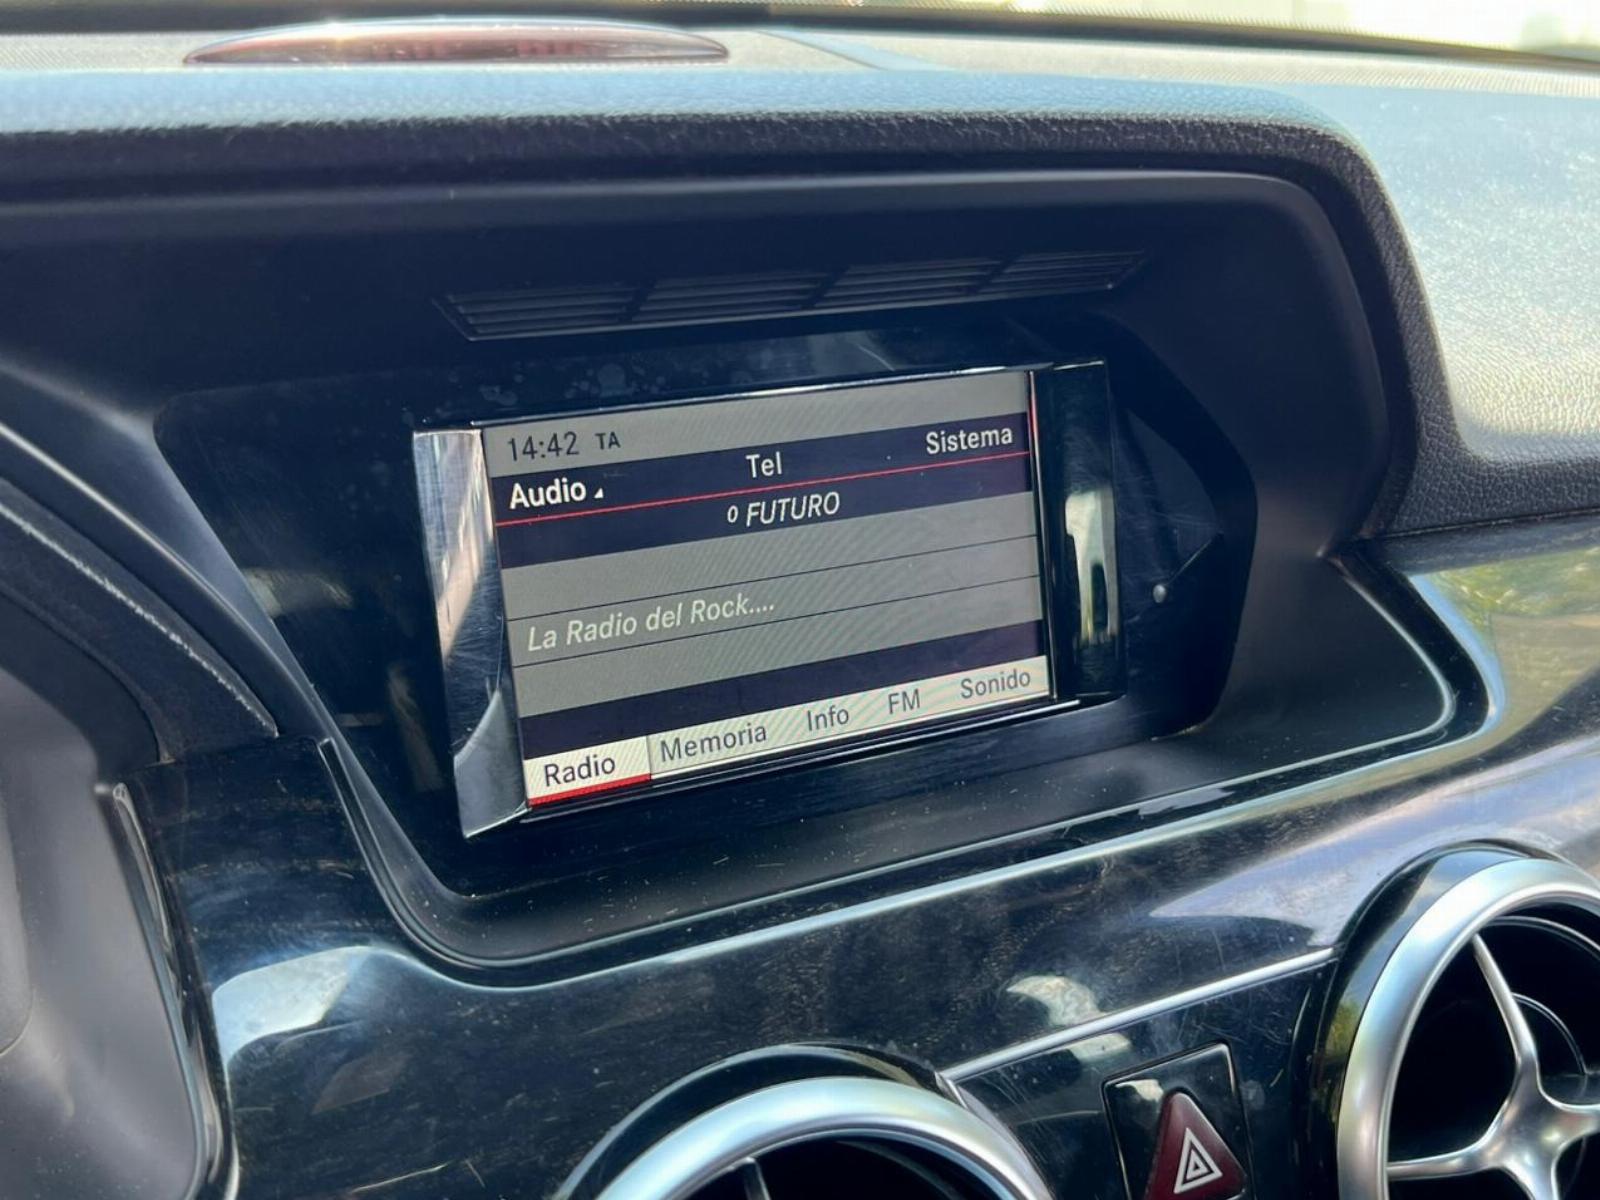 14:42 TA
Audio Tel Sistema
0 FUTURO
La Radio del Rock....
Radio Memoria Info FM Sonido